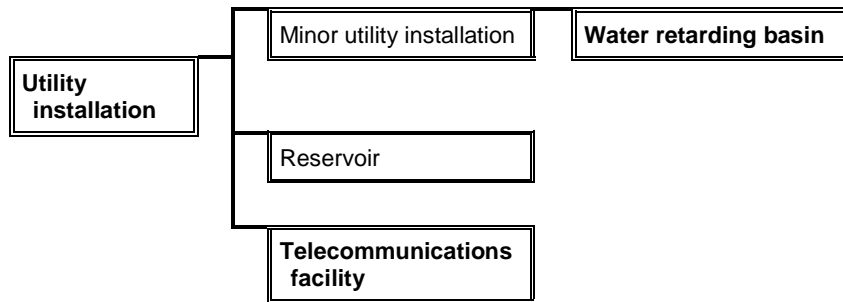 Minor utility installation
Water retarding basin
Utility
installation
Reservoir
Telecommunications
facility